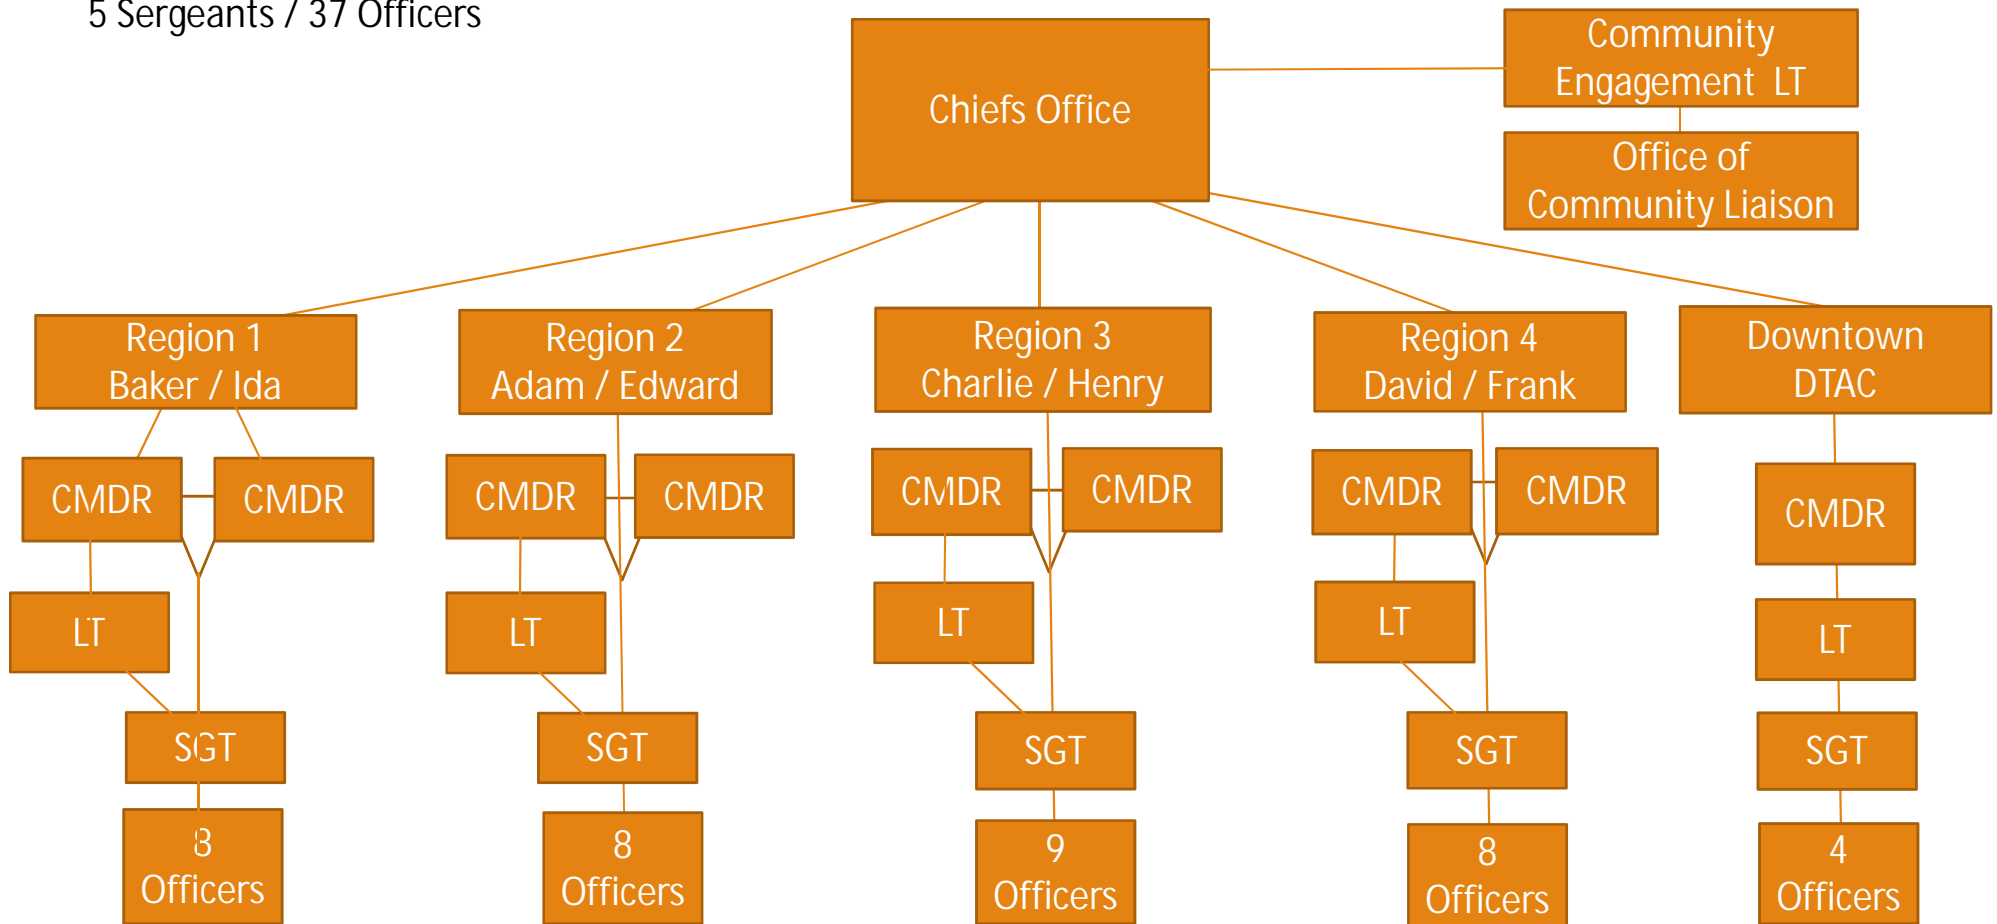 5 Sergeants / 37 Officers
Chiefs Office
Community
Engagement LT
Office of
Community Liaison
Region 1
Baker / Ida
Region 2
Adam / Edward
Region 3
Charlie / Henry
Region 4
David / Frank
Downtown
DTAC
CMDR
CMDR
CMDR
CMDR
CMDR
CMDR
CMDR
CMDR
CMDR
LT
LT
LT
LT
LT
SGT
SGT
SGT
SGT
SGT
8
Officers
8
Officers
9
Officers
8
Officers
4
Officers